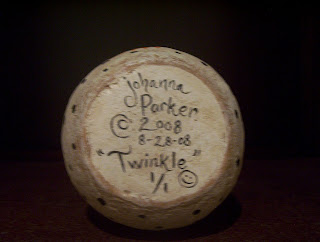 johanna
Parker
© 2008
8-28-08
"Twinkle"
1/1 ☺